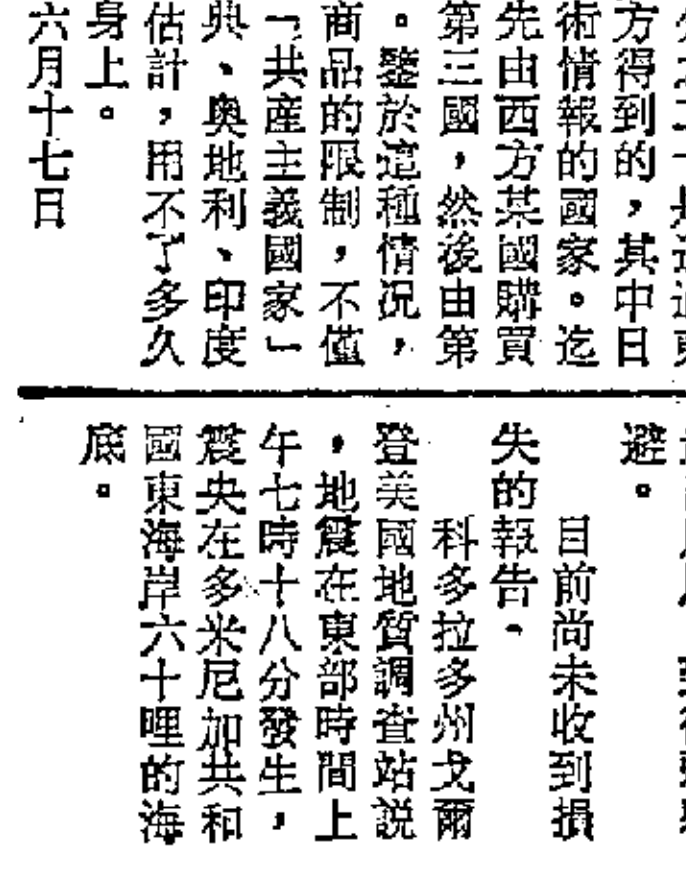 方得到的，其中日
術情報的國家。迄
先由西方某國購買
第三國，然後由第
。鑒於這種情況，
商品的限制，不僅
「共產主義國家」
典、奧地利、印度
估計，用不了多久
身上。
六月十七日
避。
目前尚未收到損
失的報告。
科多拉多州戈爾
登美國地質調查站説
，地震在東部時間上
午七時十八分發生，
震央在多米尼加共和
國東海岸六十哩的海
底。